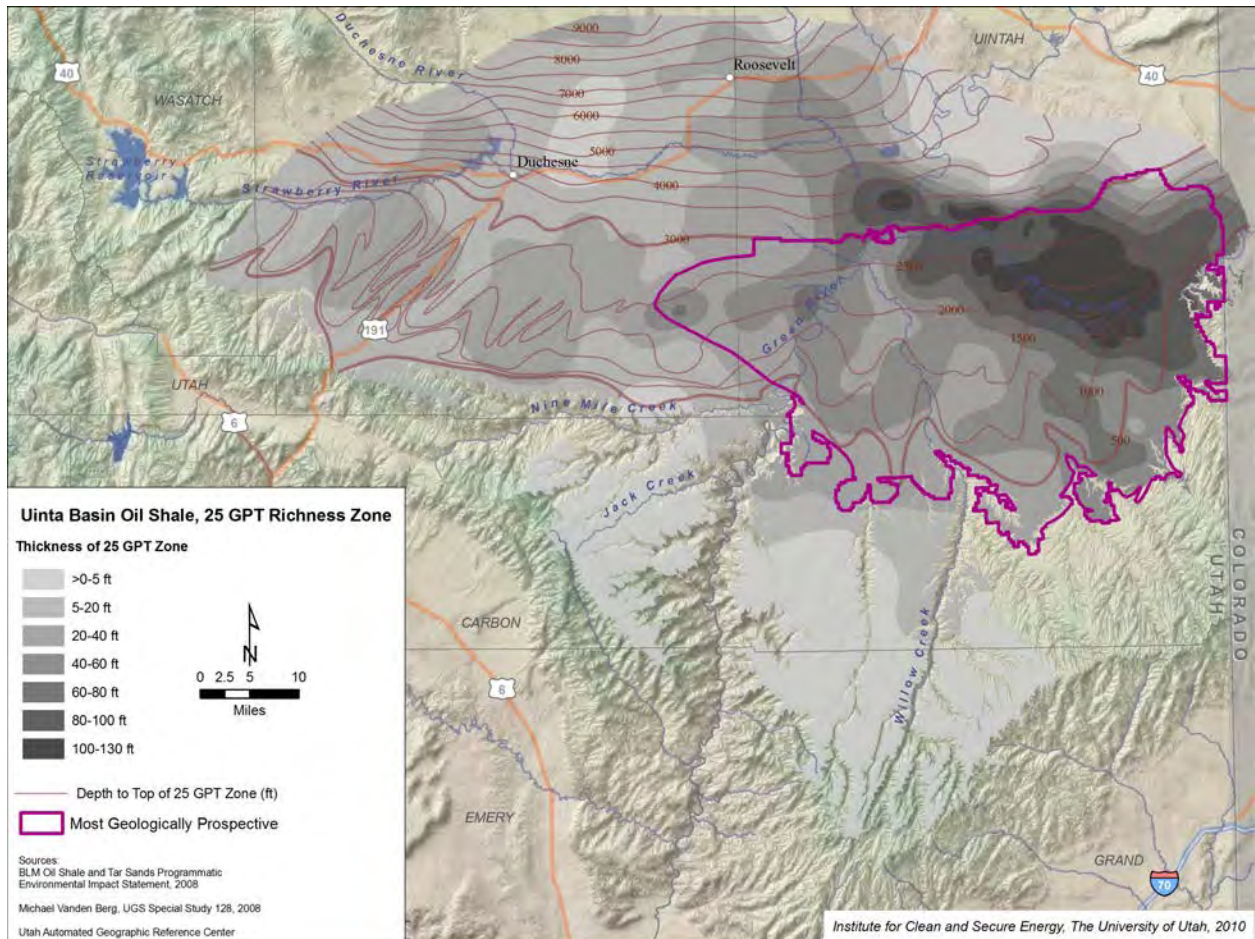 9000
8000
7000
6000
5000
4000
3000
2500
2000
1500
1000
500
Duchesne River
40
WASATCH
Roosevelt
UINTAH
40
Strawberry
Reservoir
Strawberry River
Duchesne
191
Green River
UTAH
6
Nine Mile Creek
Jack Creek
Willow Creek
CARBON
6
EMERY
GRAND
70
UTAH
COLORADO
Uinta Basin Oil Shale, 25 GPT Richness Zone
Thickness of 25 GPT Zone
>0-5 ft
5-20 ft
20-40 ft
40-60 ft
60-80 ft
80-100 ft
100-130 ft
N
0 2.5 5 10
Miles
Depth to Top of 25 GPT Zone (ft)
Most Geologically Prospective
Sources:
BLM Oil Shale and Tar Sands Programmatic
Environmental Impact Statement, 2008
Michael Vanden Berg, UGS Special Study 128, 2008
Utah Automated Geographic Reference Center
Institute for Clean and Secure Energy, The University of Utah, 2010